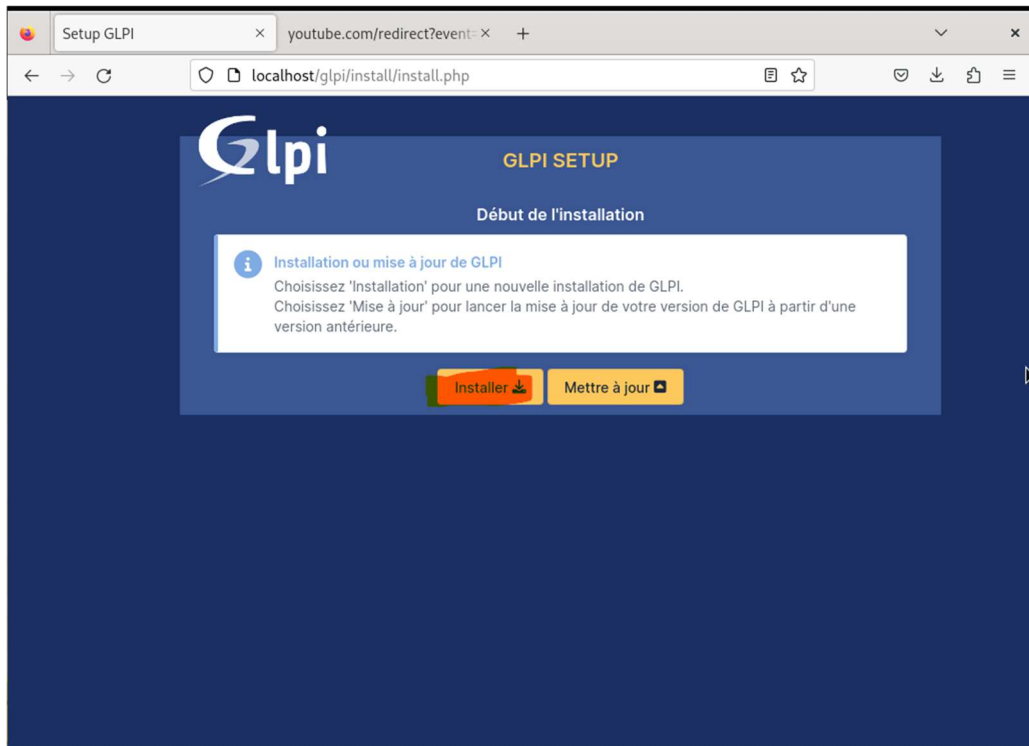 Setup GLPI
youtube.com/redirect?event=
localhost/glpi/install/install.php
Glpi
GLPI SETUP
Début de l'installation
Installation ou mise à jour de GLPI
Choisissez 'Installation' pour une nouvelle installation de GLPI.
Choisissez 'Mise à jour' pour lancer la mise à jour de votre version de GLPI à partir d'une
version antérieure.
Installer
Mettre à jour